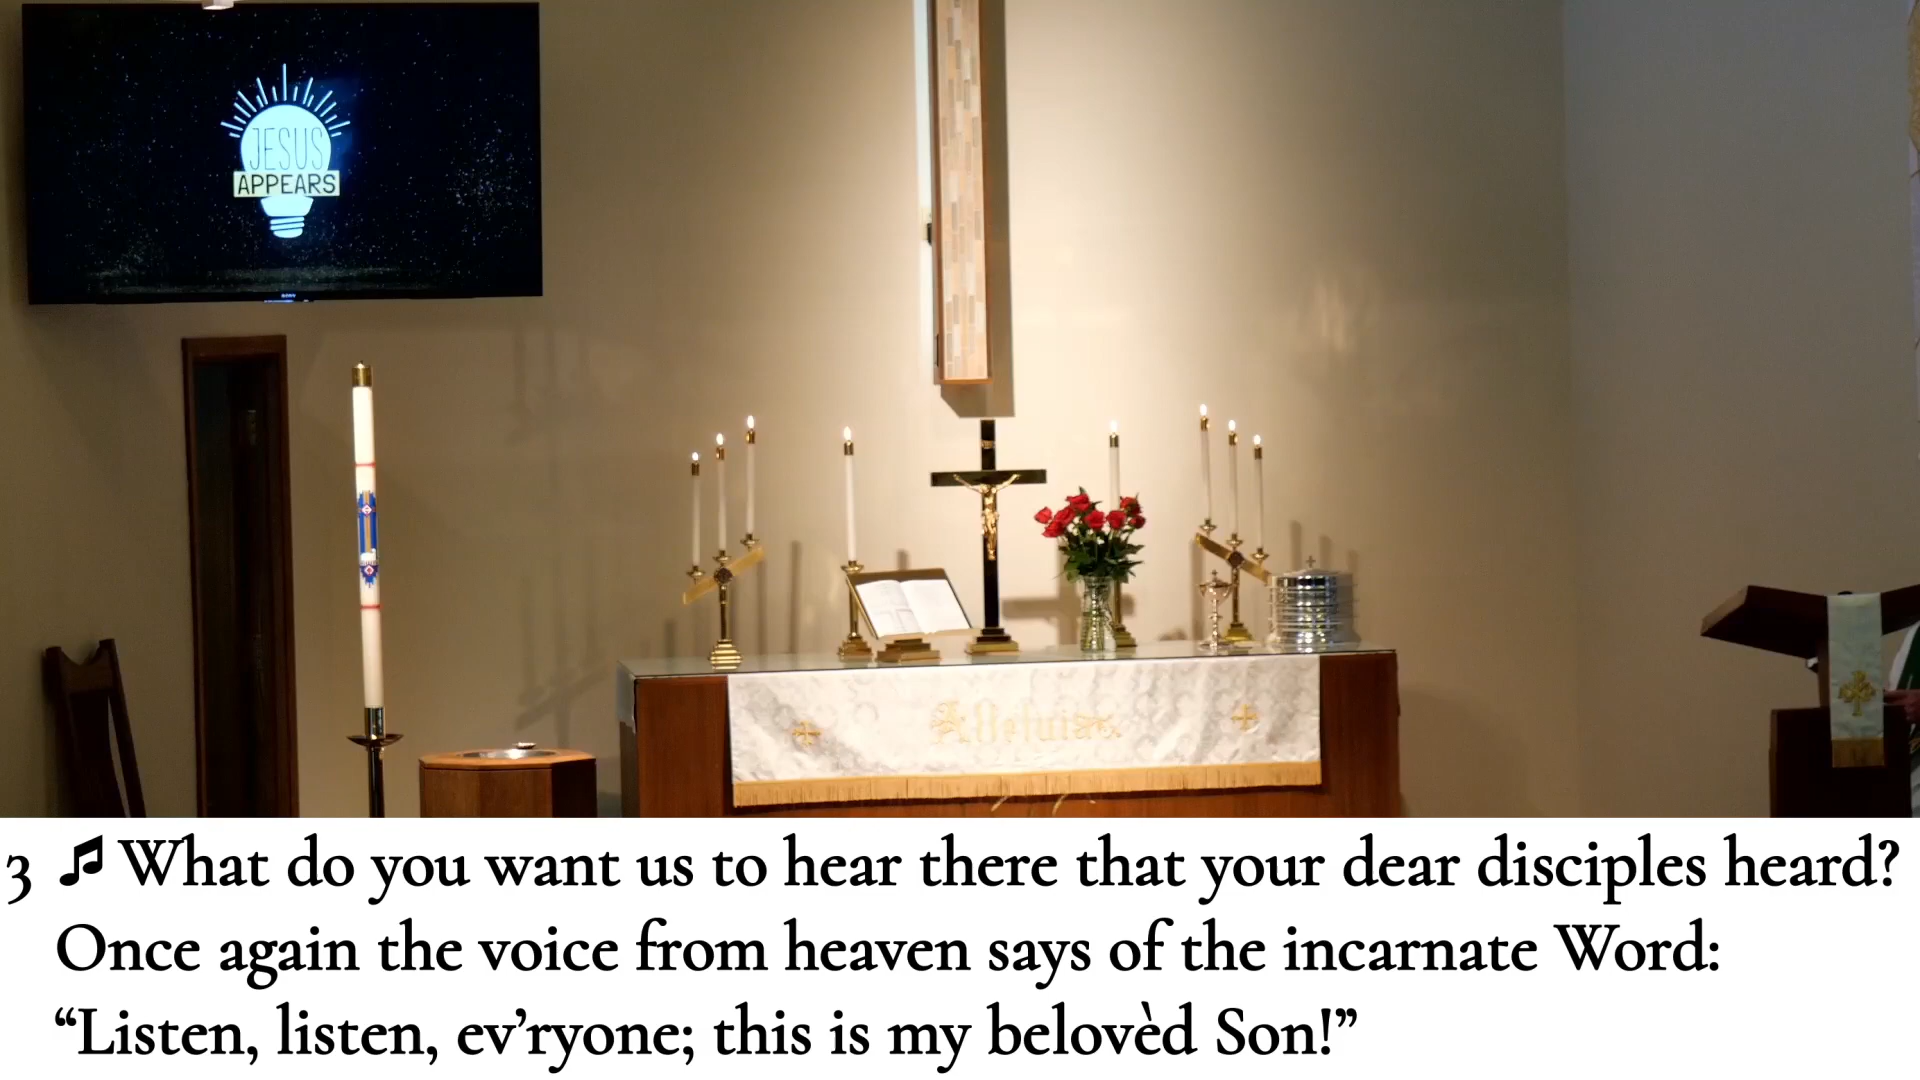 JESUS
APPEARS
SONY
Alleluia
3 ♫ What do you want us to hear there that your dear disciples heard?
Once again the voice from heaven says of the incarnate Word:
“Listen, listen, ev’ryone; this is my belovèd Son!”